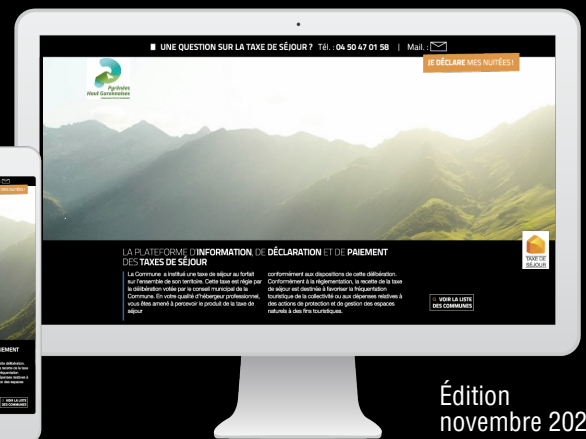 UNE QUESTION SUR LA TAXE DE SÉJOUR ? Tél. : 04 50 47 01 58 | Mail. :
JE DÉCLARE MES NUITÉES !
Pyrénées
Haut Garonnaises
LA PLATEFORME D'INFORMATION, DE DÉCLARATION ET DE PAIEMENT
DES TAXES DE SÉJOUR
La Commune a institué une taxe de séjour au forfait
sur l'ensemble de son territoire. Cette taxe est régie par
la délibération votée par le conseil municipal de la
Commune. En votre qualité d'hébergeur professionnel,
vous êtes amené à percevoir le produit de la taxe de
séjour
conformément aux dispositions de cette délibération.
Conformément à la réglementation, la recette de la taxe
de séjour est destinée à favoriser la fréquentation
touristique de la collectivité ou aux dépenses relatives à
des actions de protection et de gestion des espaces
naturels à des fins touristiques.
TAXE DE
SÉJOUR
VOIR LA LISTE
DES COMMUNES
Édition
novembre 202